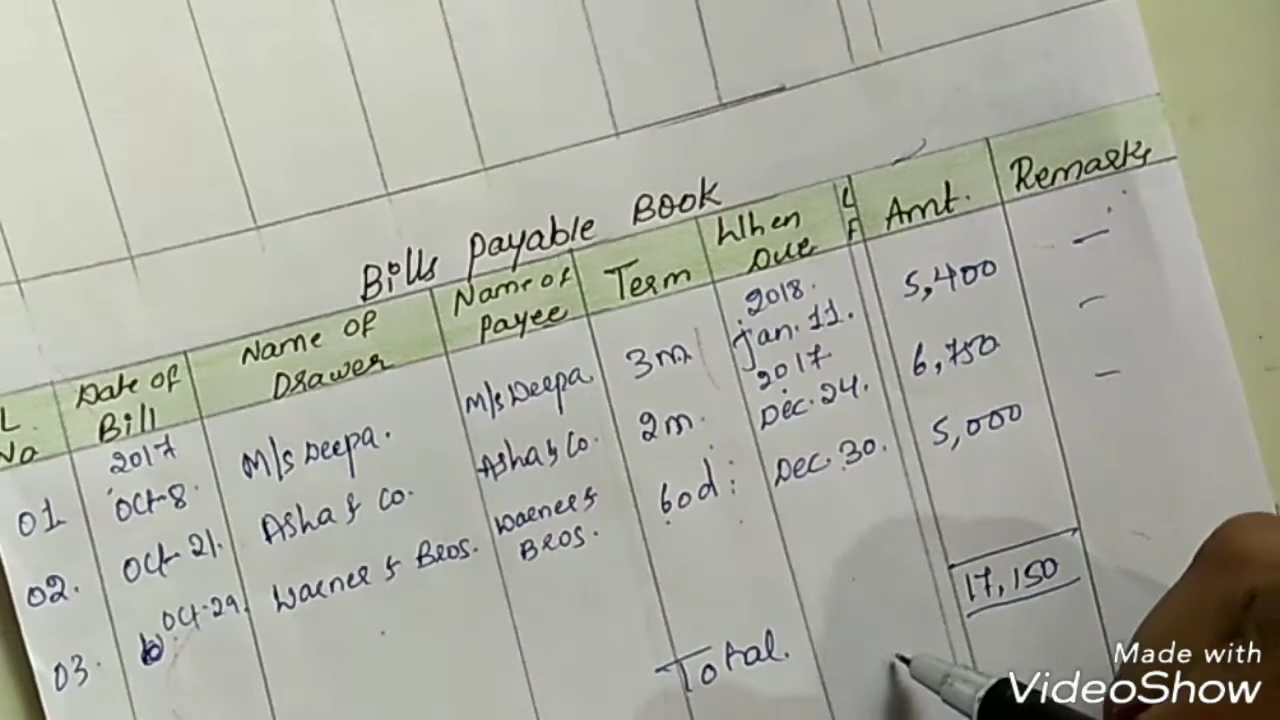 Bills Payable Book
L. No
Date of Bill
Name of Drawer
Name of Payee
Term
When Due
L F
Amt.
Remarks
01 2017 Oct-8. M/s Deepa. M/s Deepa 3m 2018. Jan. 11. 5,400 —
02. Oct-21. Asha & Co. Asha & Co. 2m. 2017 Dec. 24. 6,750 —
03. Oct-29. Warner & Bros. Warner & Bros. 60d: Dec. 30. 5,000 —
Total. 17,150
Made with
VideoShow